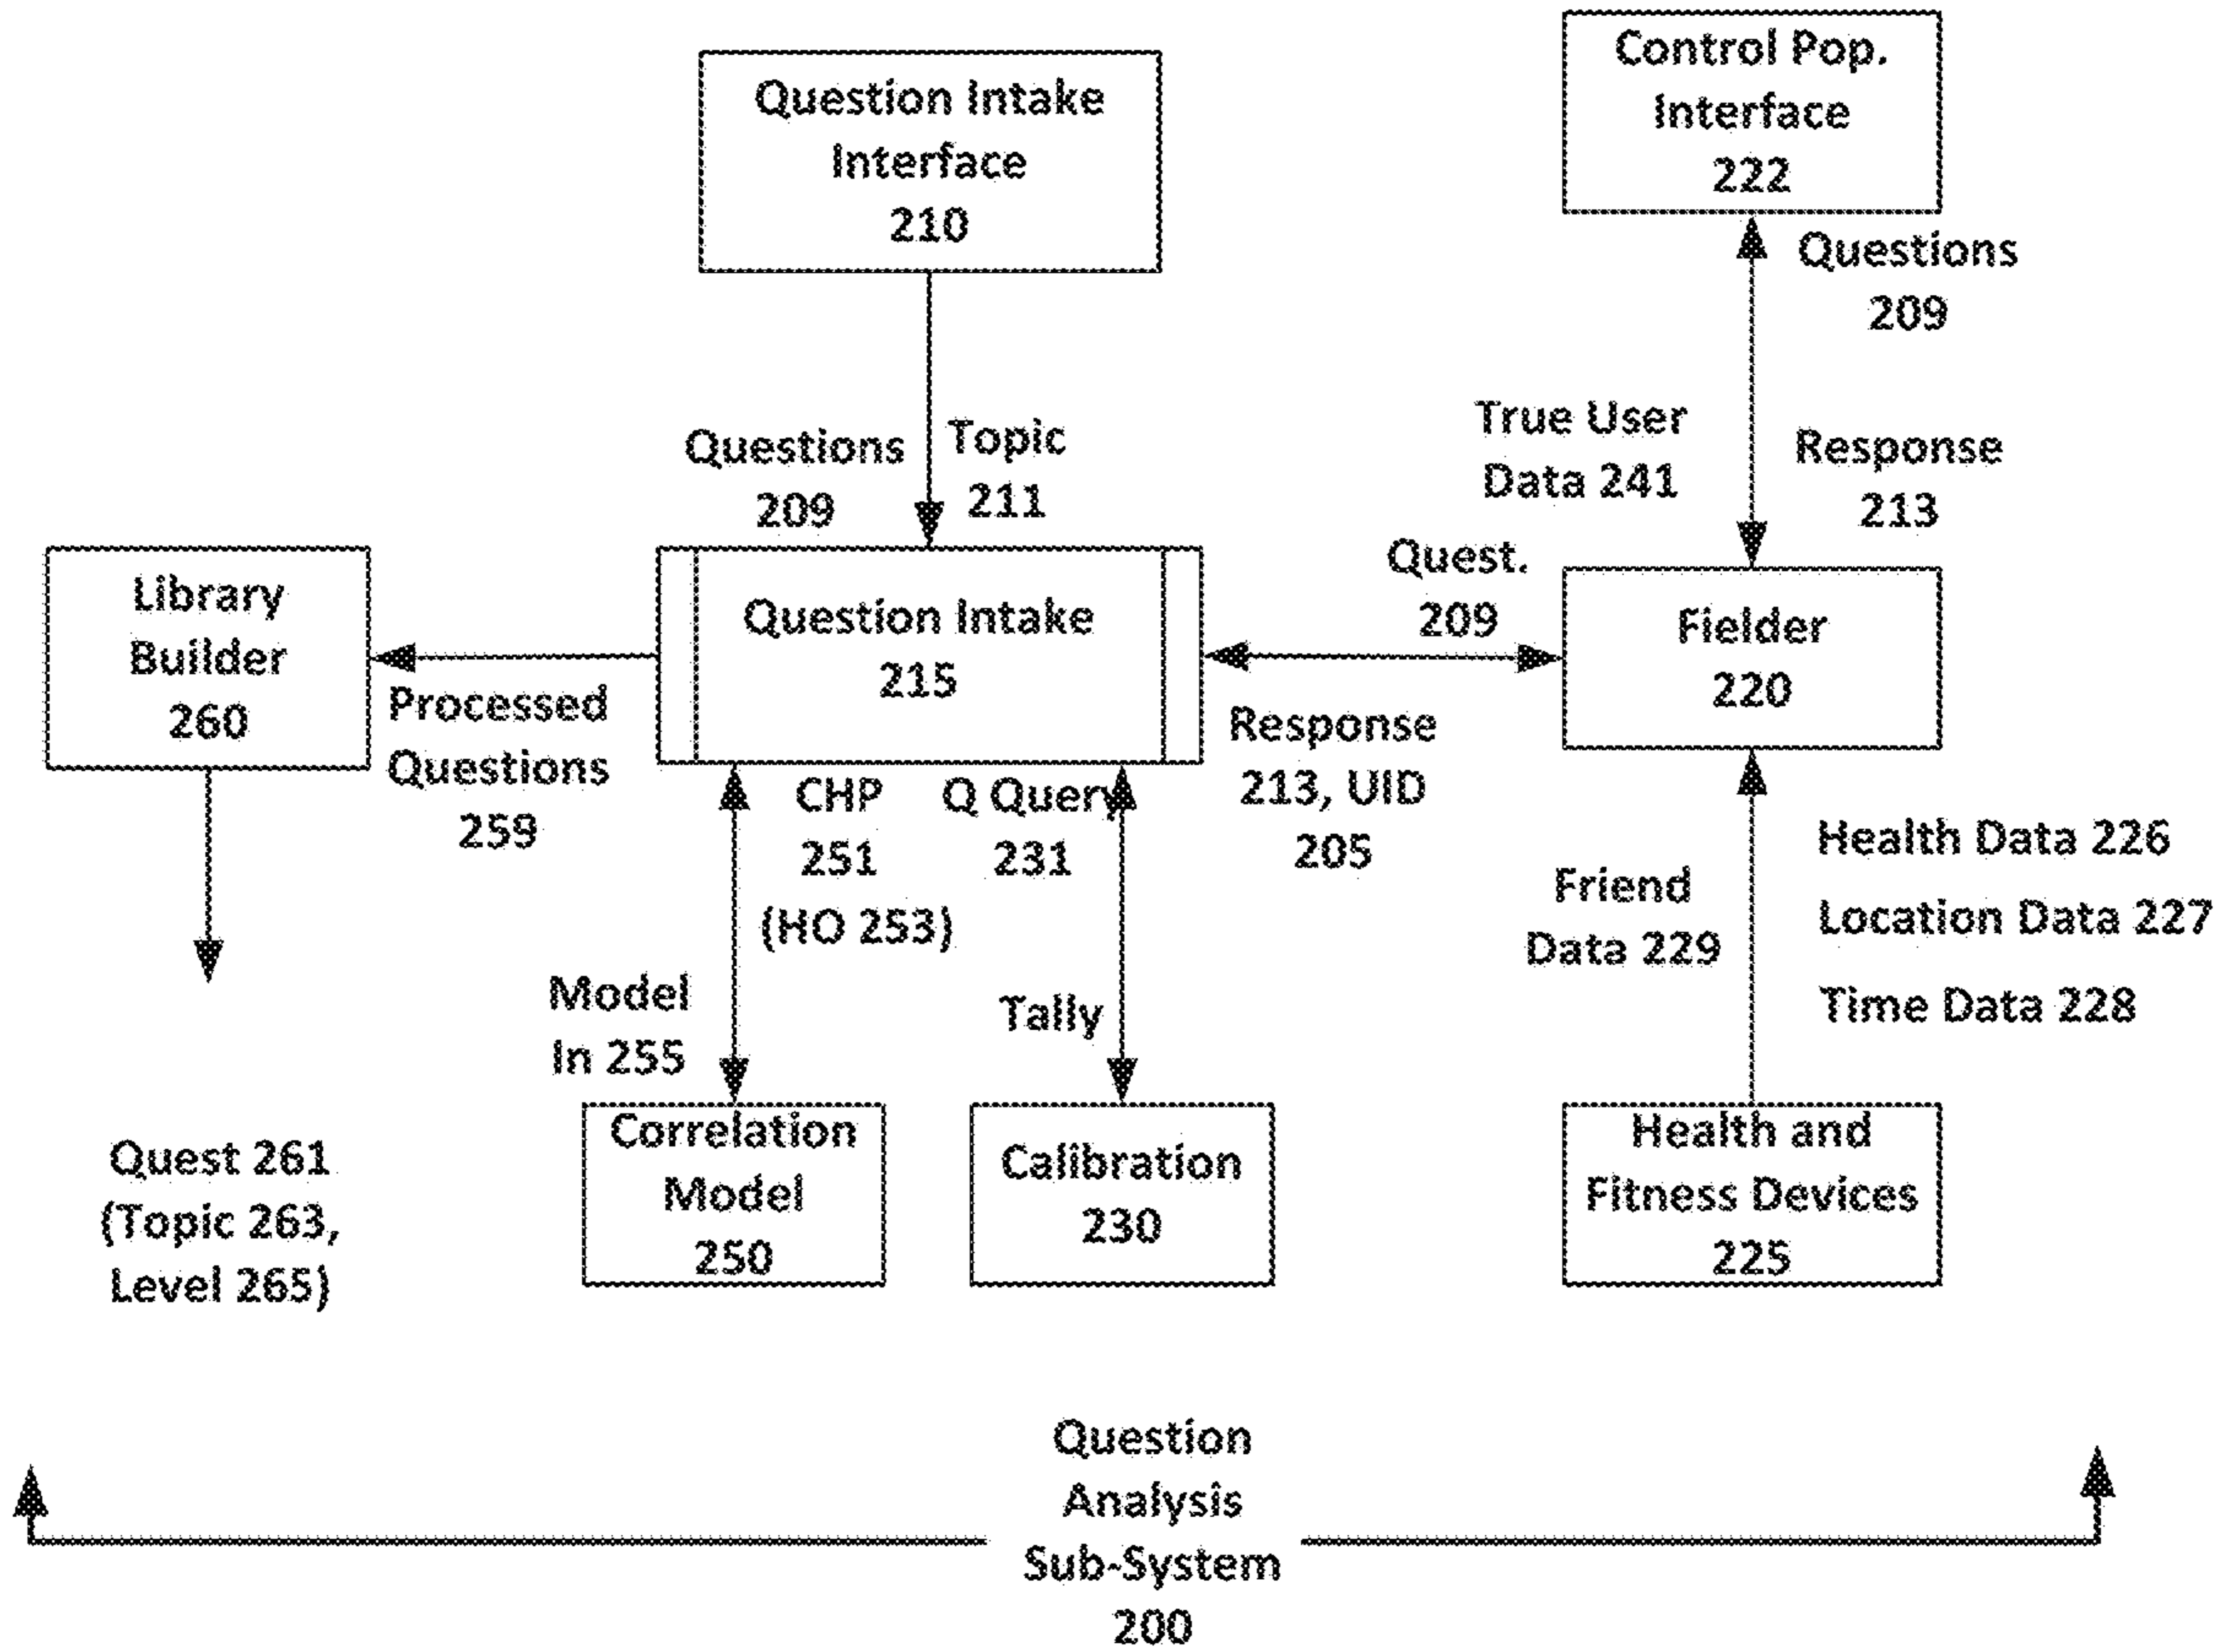 Question Intake
Interface
210
Control Pop.
Interface
222
Questions
209
Questions
209
Topic
211
True User
Data 241
Response
213
Library
Builder
260
Question Intake
215
Quest.
209
Fielder
220
Processed
Questions
259
Response
213, UID
205
CHP
251
(HO 253)
Q Query
231
Health Data 226
Location Data 227
Time Data 228
Friend
Data 229
Model
In 255
Tally
Correlation
Model
250
Calibration
230
Health and
Fitness Devices
225
Quest 261
(Topic 263,
Level 265)
Question
Analysis
Sub-System
200